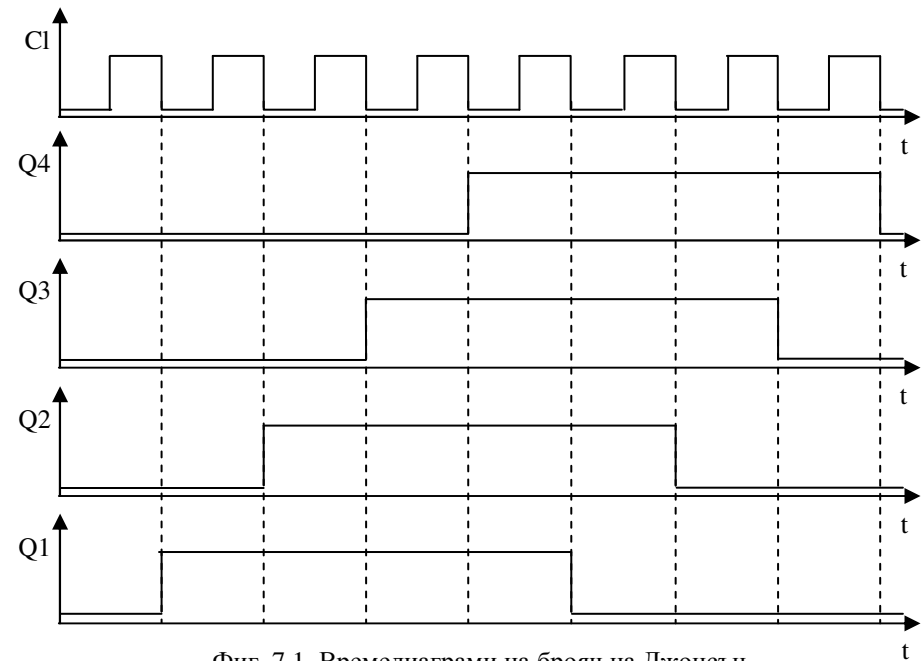 Cl
t
Q4
t
Q3
t
Q2
t
Q1
t
Фиг. 7.1. Времедиаграми на брояч на Джонсън